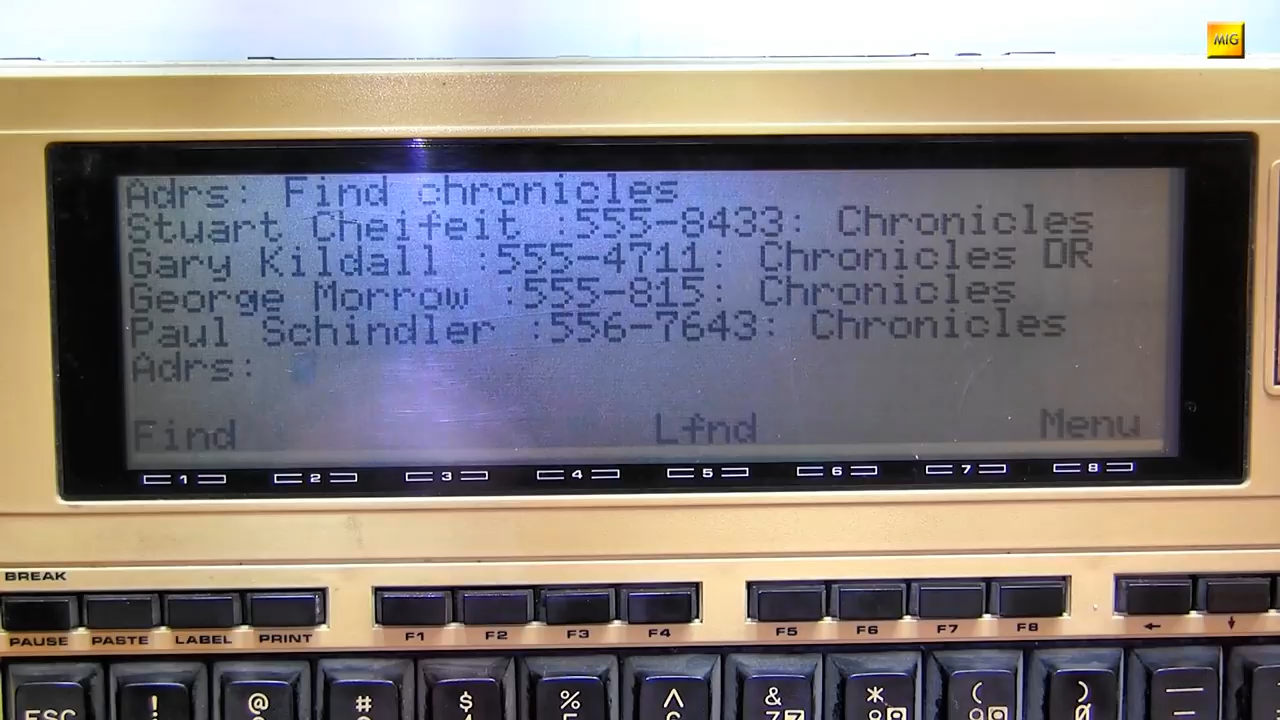 MIG
Adrs: Find chronicles
Stuart Cheifeit :555-8433: Chronicles
Gary Kildall :555-4711: Chronicles DR
George Morrow :555-815: Chronicles
Paul Schindler :556-7643: Chronicles
Adrs:
Find Lfnd Menu
1 2 3 4 5 6 7 8
BREAK
PAUSE PASTE LABEL PRINT F1 F2 F3 F4 F5 F6 F7 F8 ← ↓
ESC ! @ # $ % ^ & * ( ) —